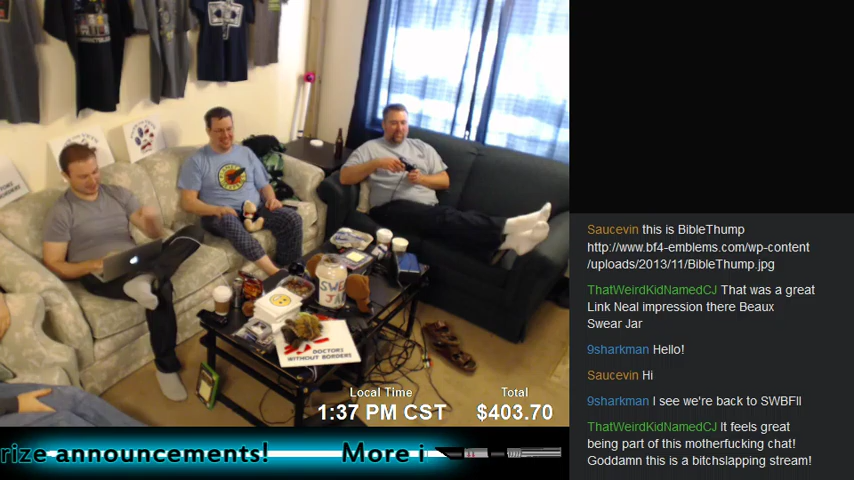 SWEAR
JAR
DOCTORS
WITHOUT BORDERS
Local Time
1:37 PM CST
Total
$403.70
rize announcements!
More i
Saucevin this is BibleThump
http://www.bf4-emblems.com/wp-content
/uploads/2013/11/BibleThump.jpg
ThatWeirdKidNamedCJ That was a great
Link Neal impression there Beaux
Swear Jar
9sharkman Hello!
Saucevin Hi
9sharkman I see we're back to SWBFII
ThatWeirdKidNamedCJ It feels great
being part of this motherfucking chat!
Goddamn this is a bitchslapping stream!